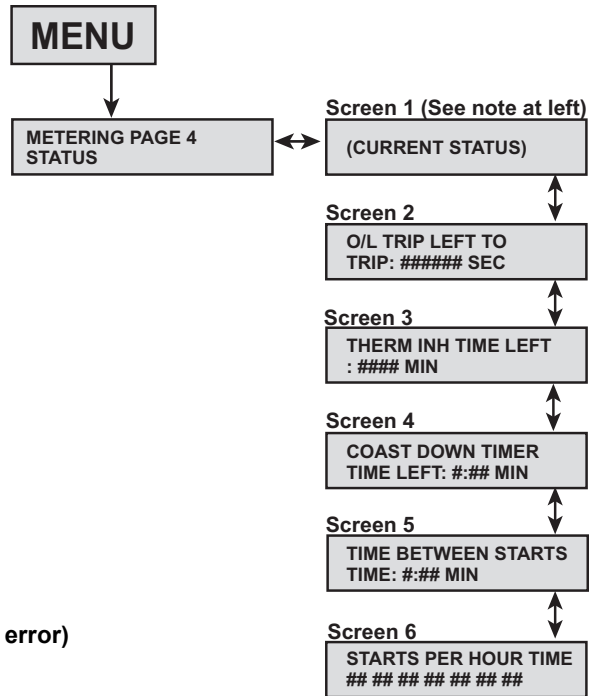 MENU
METERING PAGE 4
STATUS
Screen 1 (See note at left)
(CURRENT STATUS)
Screen 2
O/L TRIP LEFT TO
TRIP: ###### SEC
Screen 3
THERM INH TIME LEFT
: #### MIN
Screen 4
COAST DOWN TIMER
TIME LEFT: #:## MIN
Screen 5
TIME BETWEEN STARTS
TIME: #:## MIN
error)
Screen 6
STARTS PER HOUR TIME
## ## ## ## ## ## ##